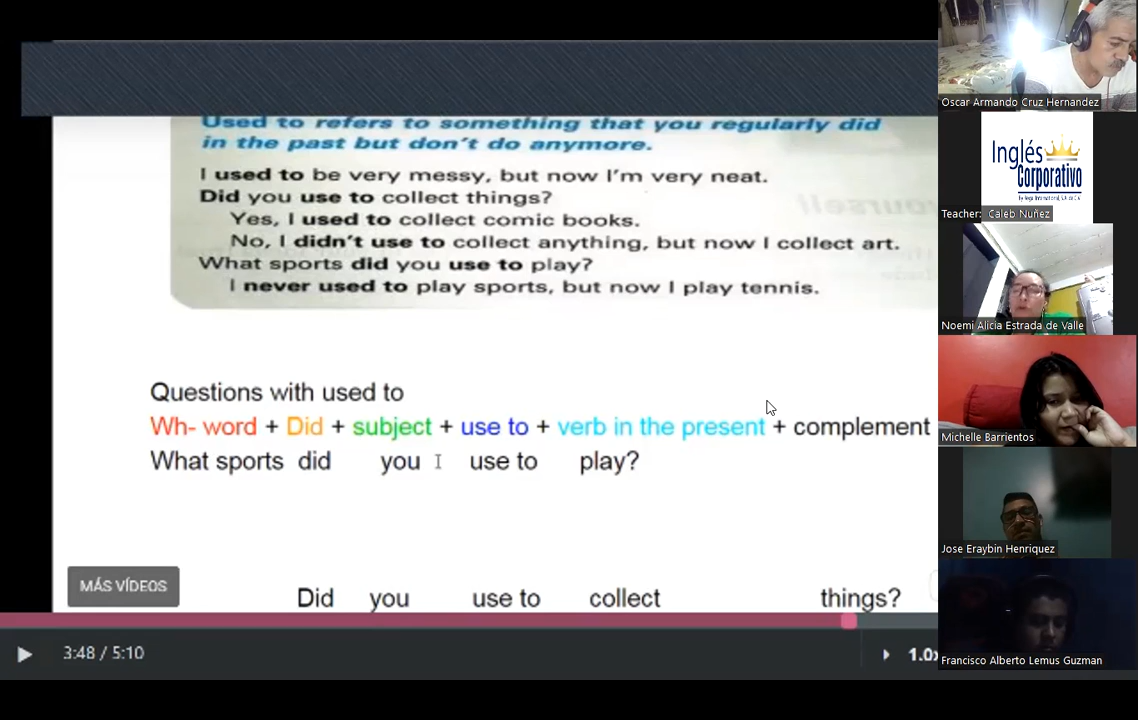 Used to refers to something that you regularly did
in the past but don't do anymore.
I used to be very messy, but now I'm very neat.
Did you use to collect things?
Yes, I used to collect comic books.
No, I didn't use to collect anything, but now I collect art.
What sports did you use to play?
I never used to play sports, but now I play tennis.
Questions with used to
Wh- word + Did + subject + use to + verb in the present + complement
What sports did you use to play?
MÁS VÍDEOS
Did you use to collect things?
3:48 / 5:10
1.0x
Oscar Armando Cruz Hernandez
Inglés
Corporativo
Teacher: Caleb Nuñez
Noemi Alicia Estrada de Valle
Michelle Barrientos
Jose Eraybin Henriquez
Francisco Alberto Lemus Guzman